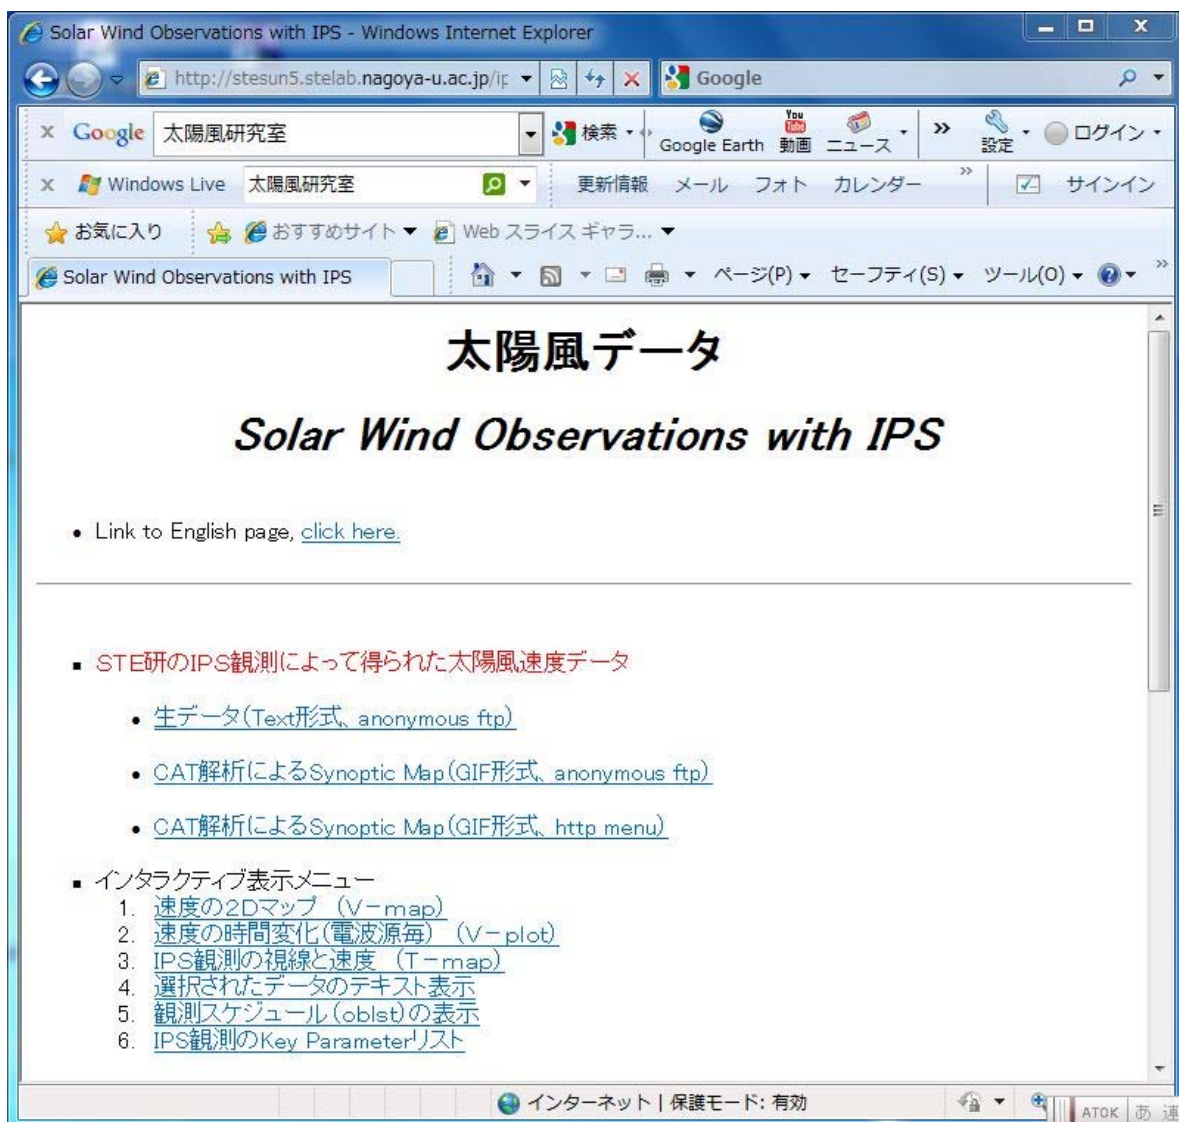 Solar Wind Observations with IPS - Windows Internet Explorer
http://stesun5.stelab.nagoya-u.ac.jp/ip
Google
x Google 太陽風研究室 検索 Google Earth You Tube 動画 ニュース » 設定 ログイン
x Windows Live 太陽風研究室 更新情報 メール フォト カレンダー » サインイン
お気に入り おすすめサイト Web スライス ギャラ...
Solar Wind Observations with IPS ページ(P) セーフティ(S) ツール(O) »
太陽風データ
Solar Wind Observations with IPS
• Link to English page, click here.
▪ STE研のIPS観測によって得られた太陽風速度データ
• 生データ(Text形式、anonymous ftp)
• CAT解析によるSynoptic Map(GIF形式、anonymous ftp)
• CAT解析によるSynoptic Map(GIF形式、http menu)
▪ インタラクティブ表示メニュー
1. 速度の2Dマップ (V-map)
2. 速度の時間変化(電波源毎) (V-plot)
3. IPS観測の視線と速度 (T-map)
4. 選択されたデータのテキスト表示
5. 観測スケジュール(oblst)の表示
6. IPS観測のKey Parameterリスト
インターネット | 保護モード: 有効
ATOK あ 連